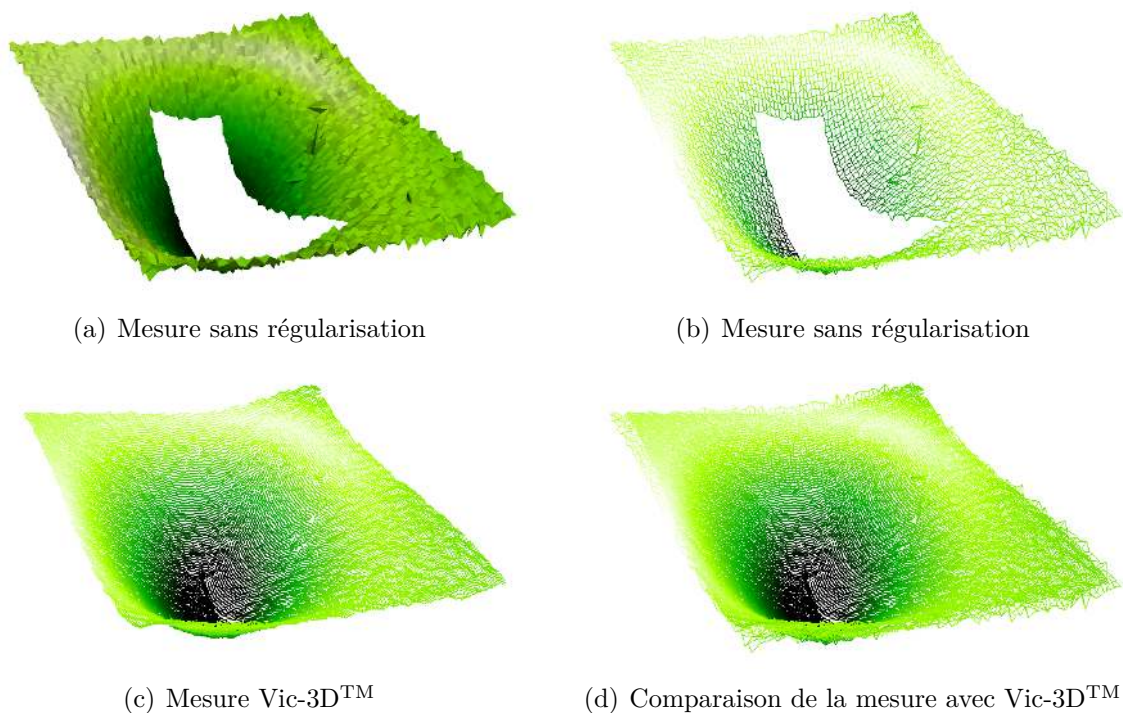 (a) Mesure sans régularisation
(b) Mesure sans régularisation
(c) Mesure Vic-3D™
(d) Comparaison de la mesure avec Vic-3D™